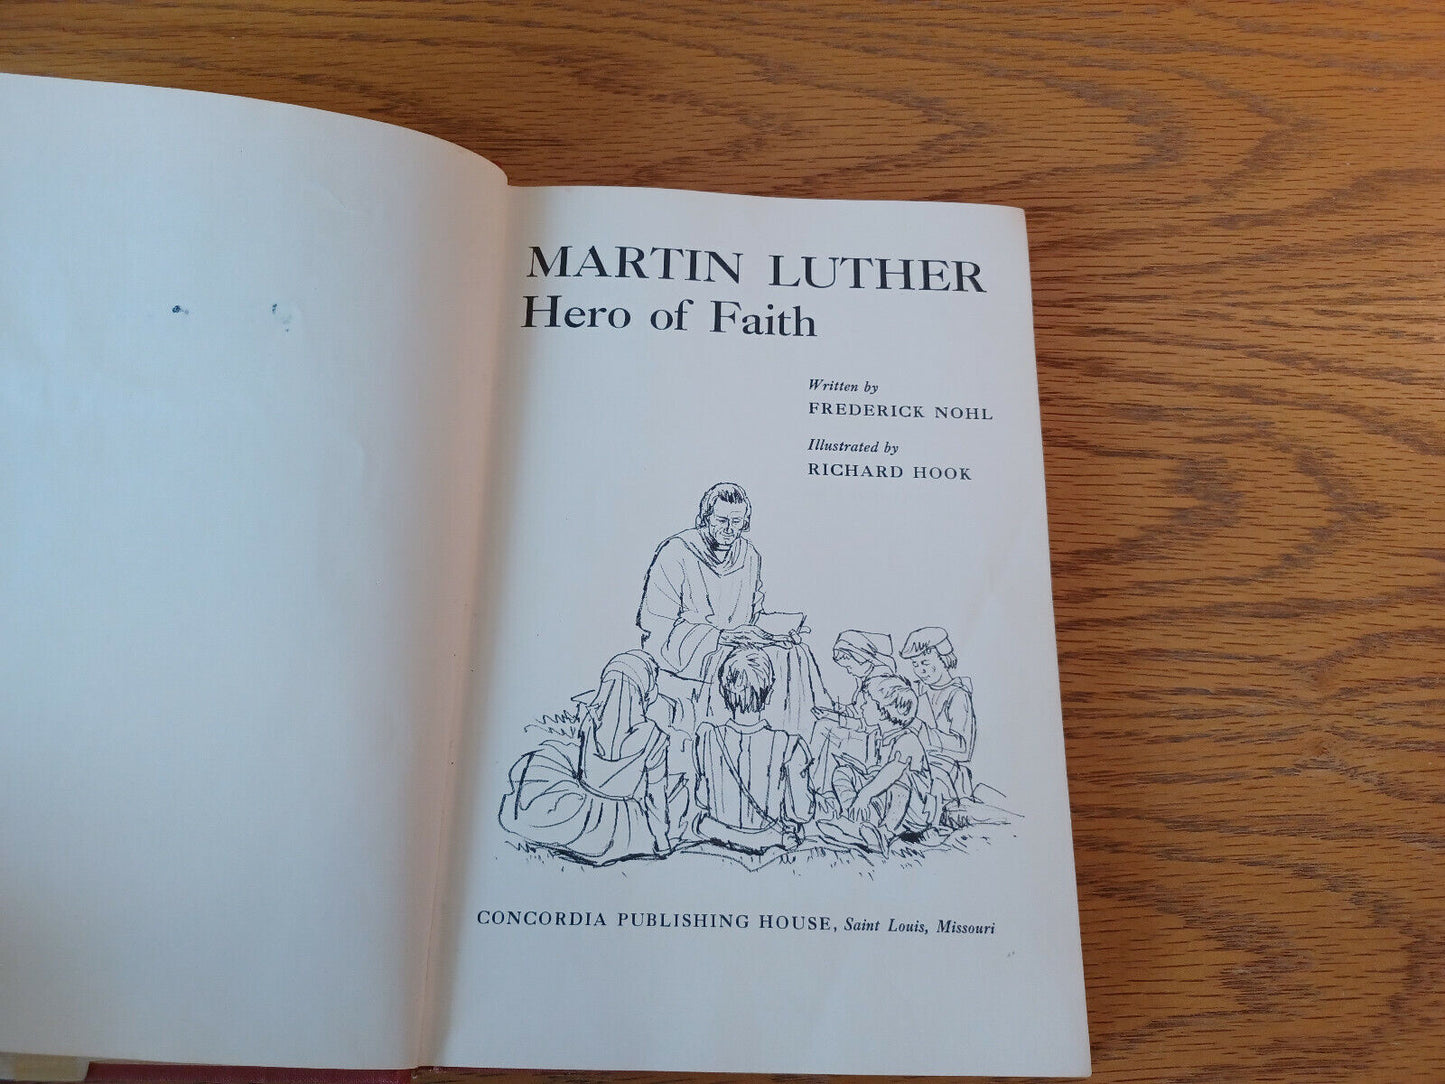 MARTIN LUTHER
Hero of Faith
Written by
FREDERICK NOHL
Illustrated by
RICHARD HOOK
CONCORDIA PUBLISHING HOUSE, Saint Louis, Missouri